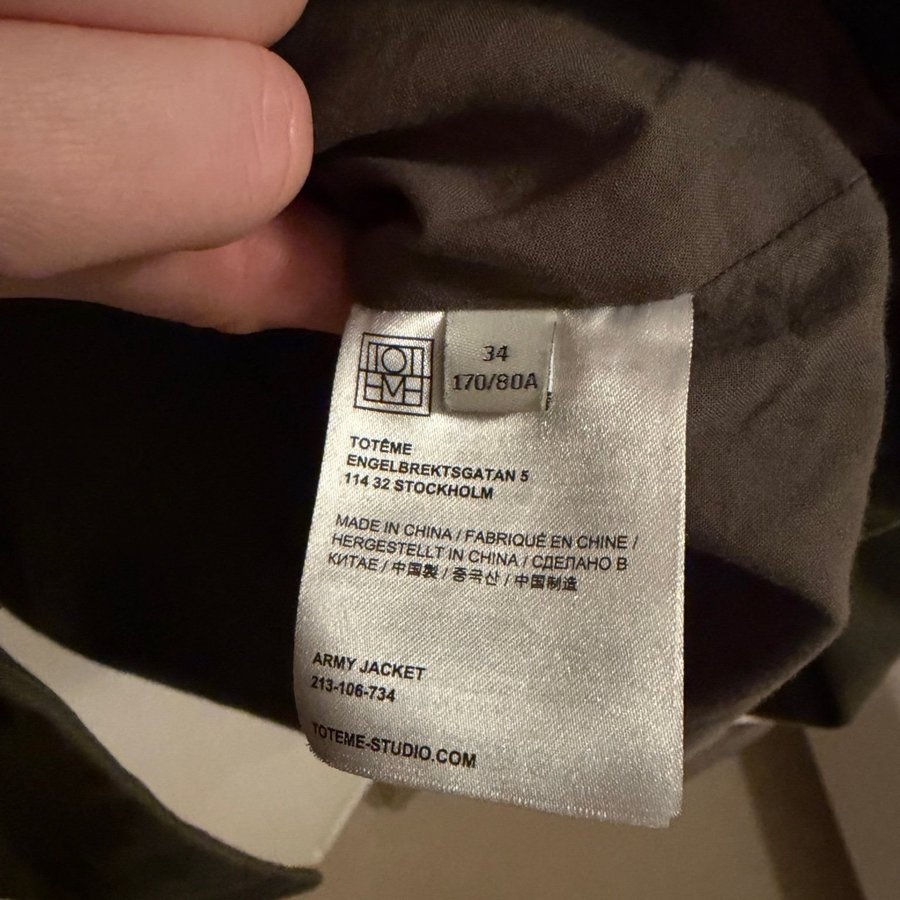 TOTEME
34
170/80A
TOTÊME
ENGELBREKTSGATAN 5
114 32 STOCKHOLM
MADE IN CHINA / FABRIQUÉ EN CHINE /
HERGESTELLT IN CHINA / СДЕЛАНО В
КИТАЕ / 中国製 / 중국산 / 中国制造
ARMY JACKET
213-106-734
TOTEME-STUDIO.COM